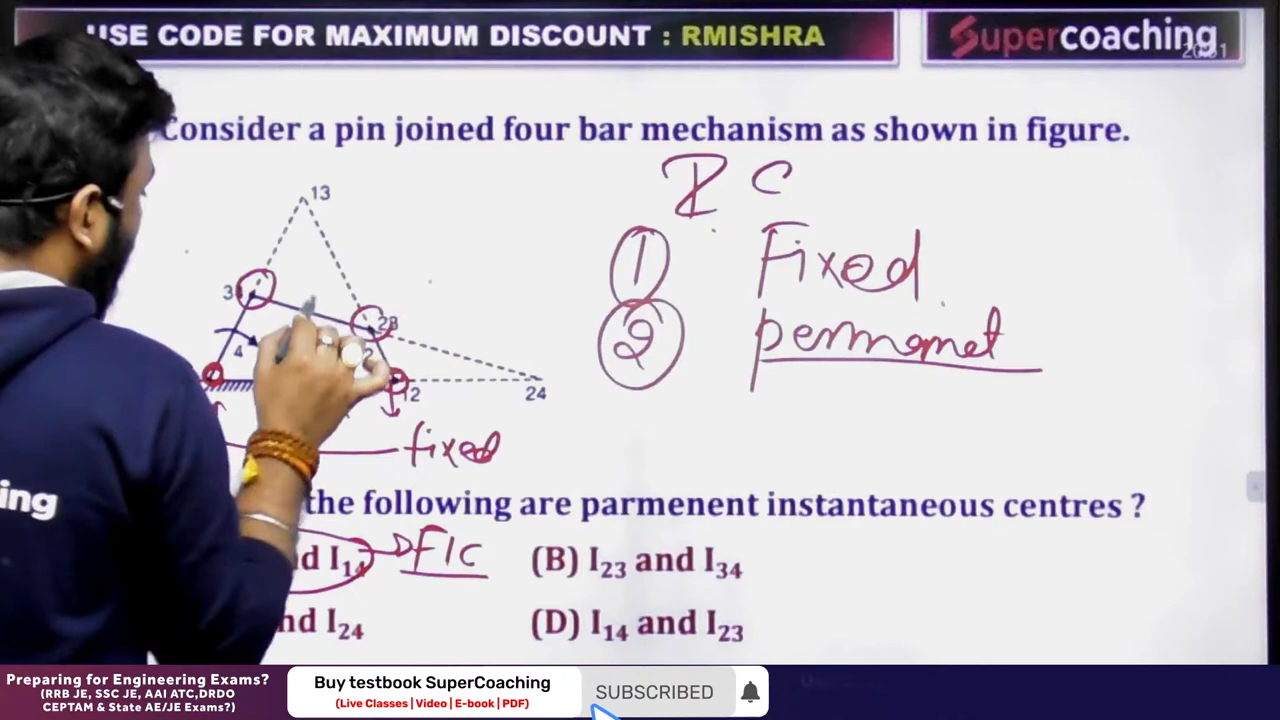 USE CODE FOR MAXIMUM DISCOUNT : RMISHRA
Supercoaching
Consider a pin joined four bar mechanism as shown in figure.
13
I C
3
23
4
2
12
24
1 Fixed
2 permanet
fixed
ing
the following are parmenent instantaneous centres ?
nd I14 FIC
(B) I23 and I34
nd I24
(D) I14 and I23
Preparing for Engineering Exams?
(RRB JE, SSC JE, AAI ATC,DRDO
CEPTAM & State AE/JE Exams?)
Buy testbook SuperCoaching
(Live Classes | Video | E-book | PDF)
SUBSCRIBED